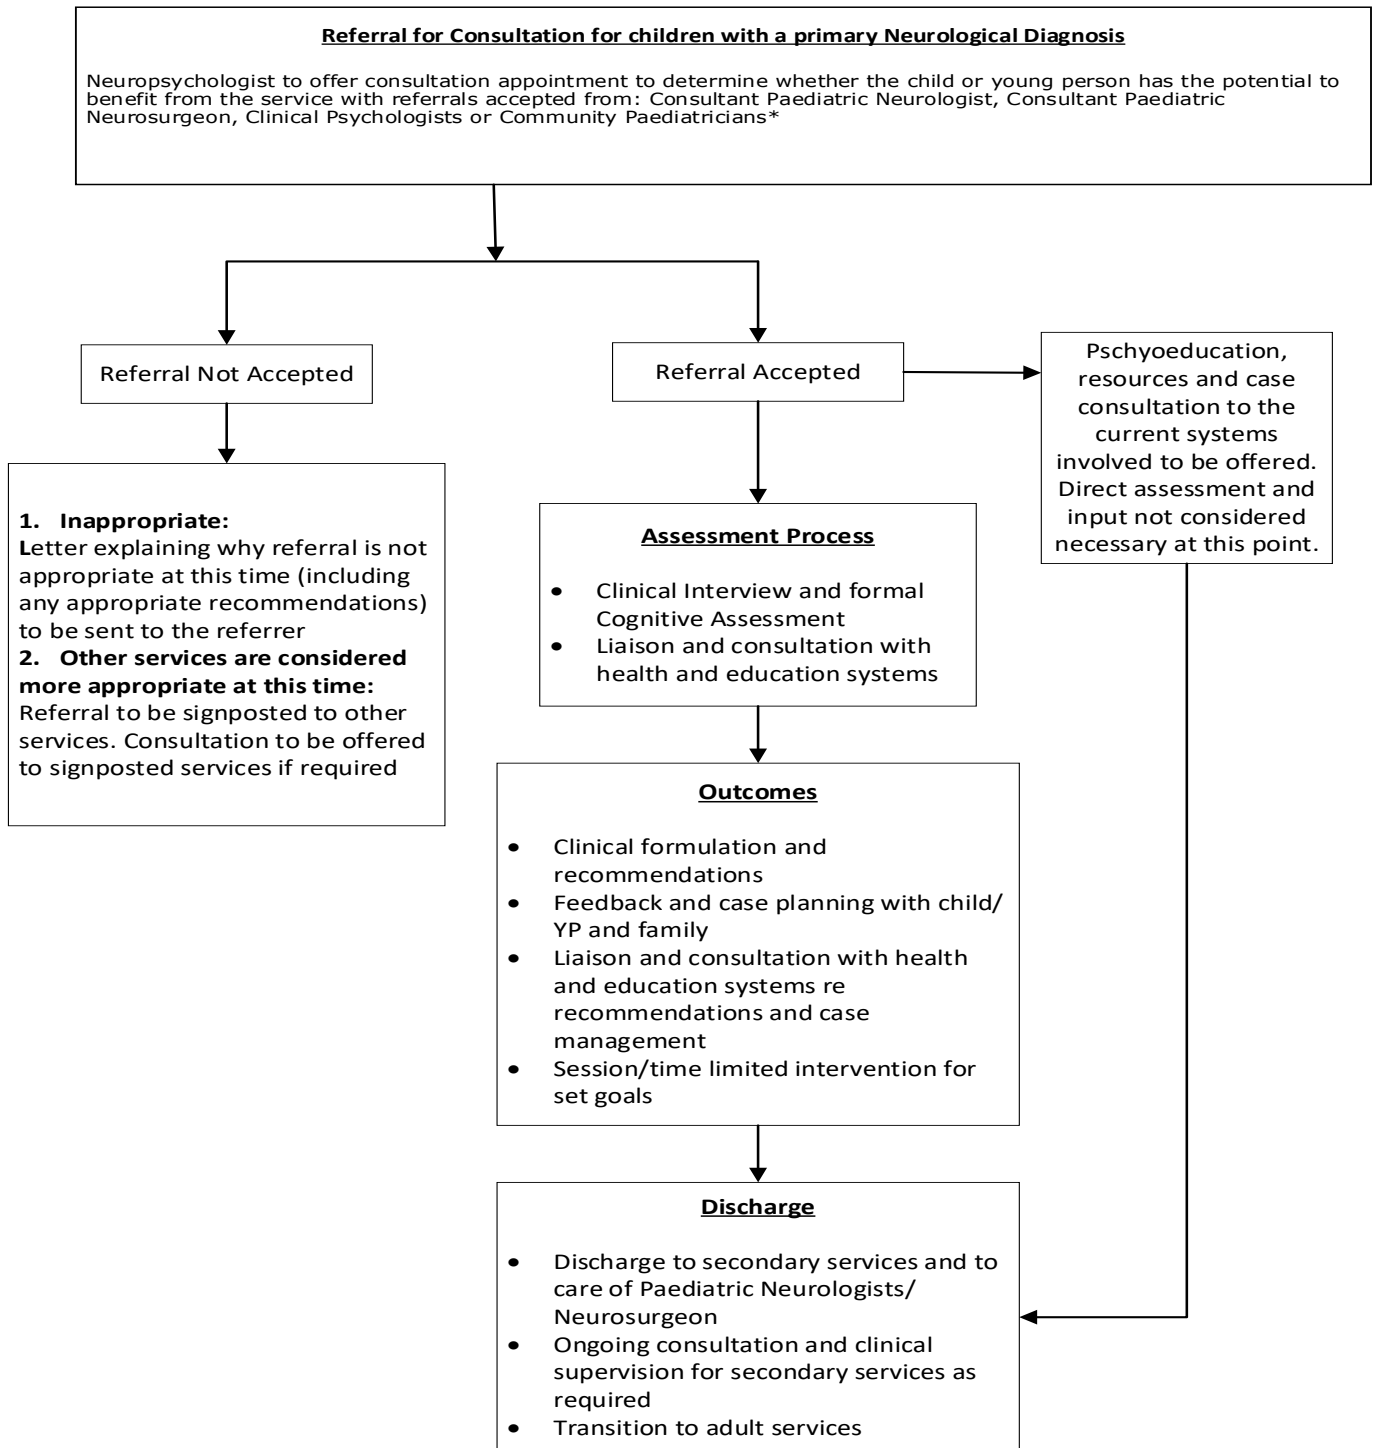 Referral for Consultation for children with a primary Neurological Diagnosis
Neuropsychologist to offer consultation appointment to determine whether the child or young person has the potential to
benefit from the service with referrals accepted from: Consultant Paediatric Neurologist, Consultant Paediatric
Neurosurgeon, Clinical Psychologists or Community Paediatricians*
Referral Not Accepted
1. Inappropriate:
Letter explaining why referral is not
appropriate at this time (including
any appropriate recommendations)
to be sent to the referrer
2. Other services are considered
more appropriate at this time:
Referral to be signposted to other
services. Consultation to be offered
to signposted services if required
Referral Accepted
Pschyoeducation,
resources and case
consultation to the
current systems
involved to be offered.
Direct assessment and
input not considered
necessary at this point.
Assessment Process
• Clinical Interview and formal
Cognitive Assessment
• Liaison and consultation with
health and education systems
Outcomes
• Clinical formulation and
recommendations
• Feedback and case planning with child/
YP and family
• Liaison and consultation with health
and education systems re
recommendations and case
management
• Session/time limited intervention for
set goals
Discharge
• Discharge to secondary services and to
care of Paediatric Neurologists/
Neurosurgeon
• Ongoing consultation and clinical
supervision for secondary services as
required
• Transition to adult services